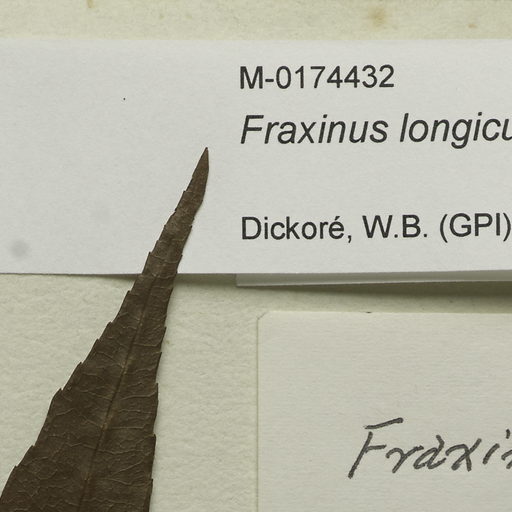 M-0174432
Fraxinus longicu
Dickoré, W.B. (GPI)
Fraxin